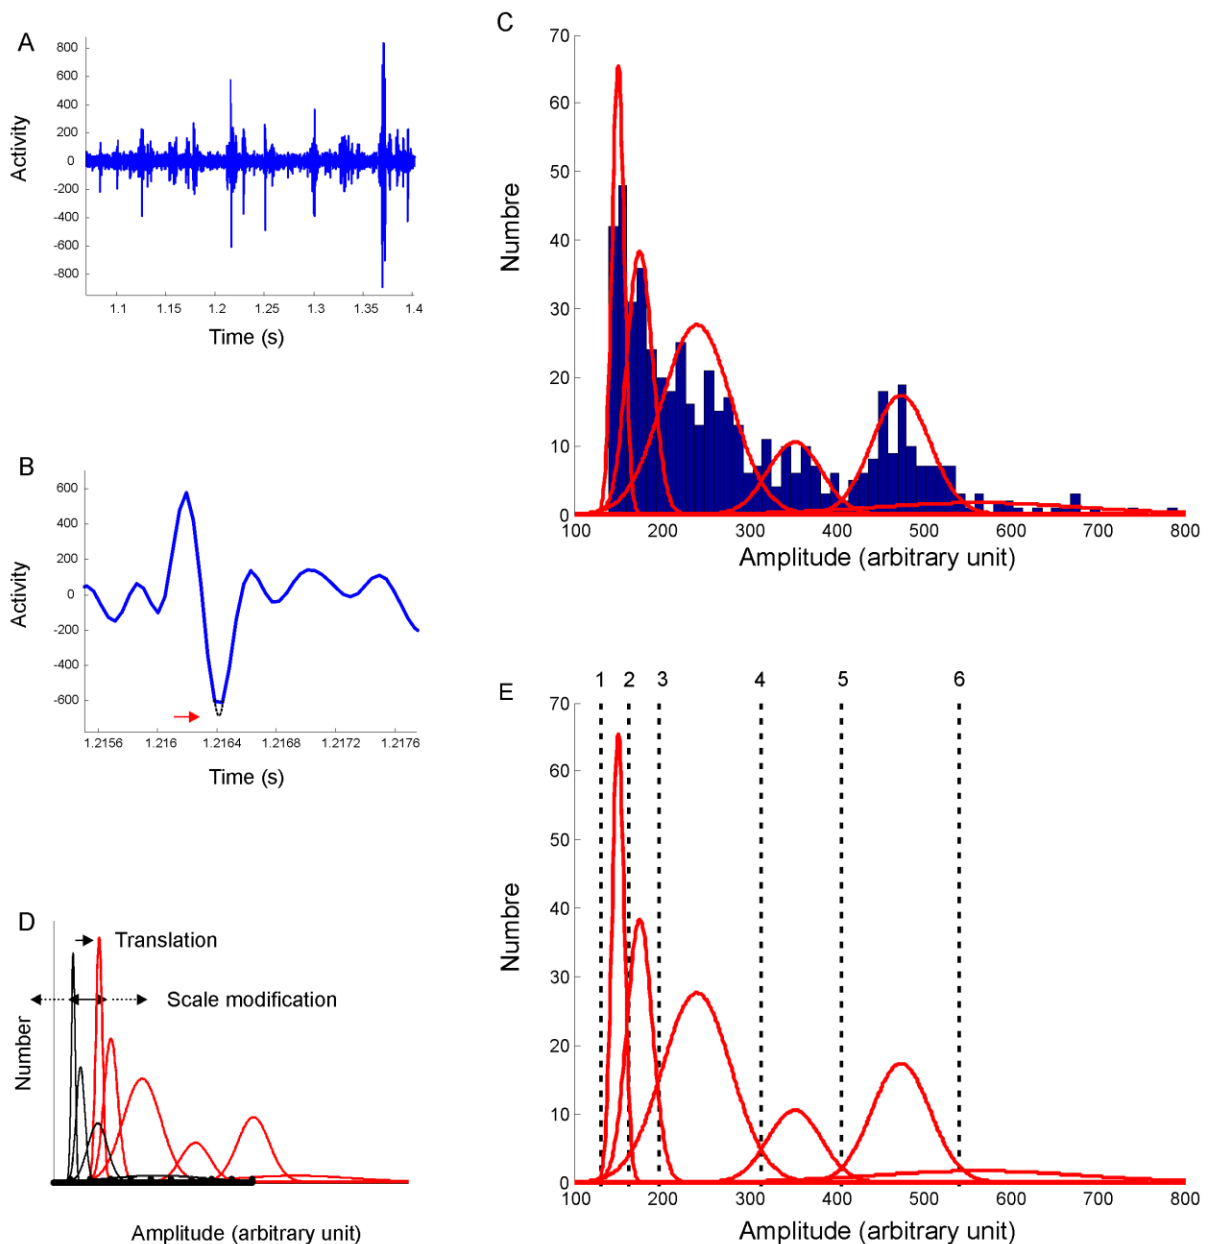 A
800
600
400
200
0
-200
-400
-600
-800
Activity
1.1 1.15 1.2 1.25 1.3 1.35 1.4
Time (s)
B
600
400
200
0
-200
-400
-600
Activity
1.2156 1.216 1.2164 1.2168 1.2172 1.2176
Time (s)
D
Translation
Scale modification
Number
Amplitude (arbitrary unit)
C
70
60
50
40
30
20
10
0
Numbre
100 200 300 400 500 600 700 800
Amplitude (arbitrary unit)
E
1 2 3 4 5 6
70
60
50
40
30
20
10
0
Numbre
100 200 300 400 500 600 700 800
Amplitude (arbitrary unit)